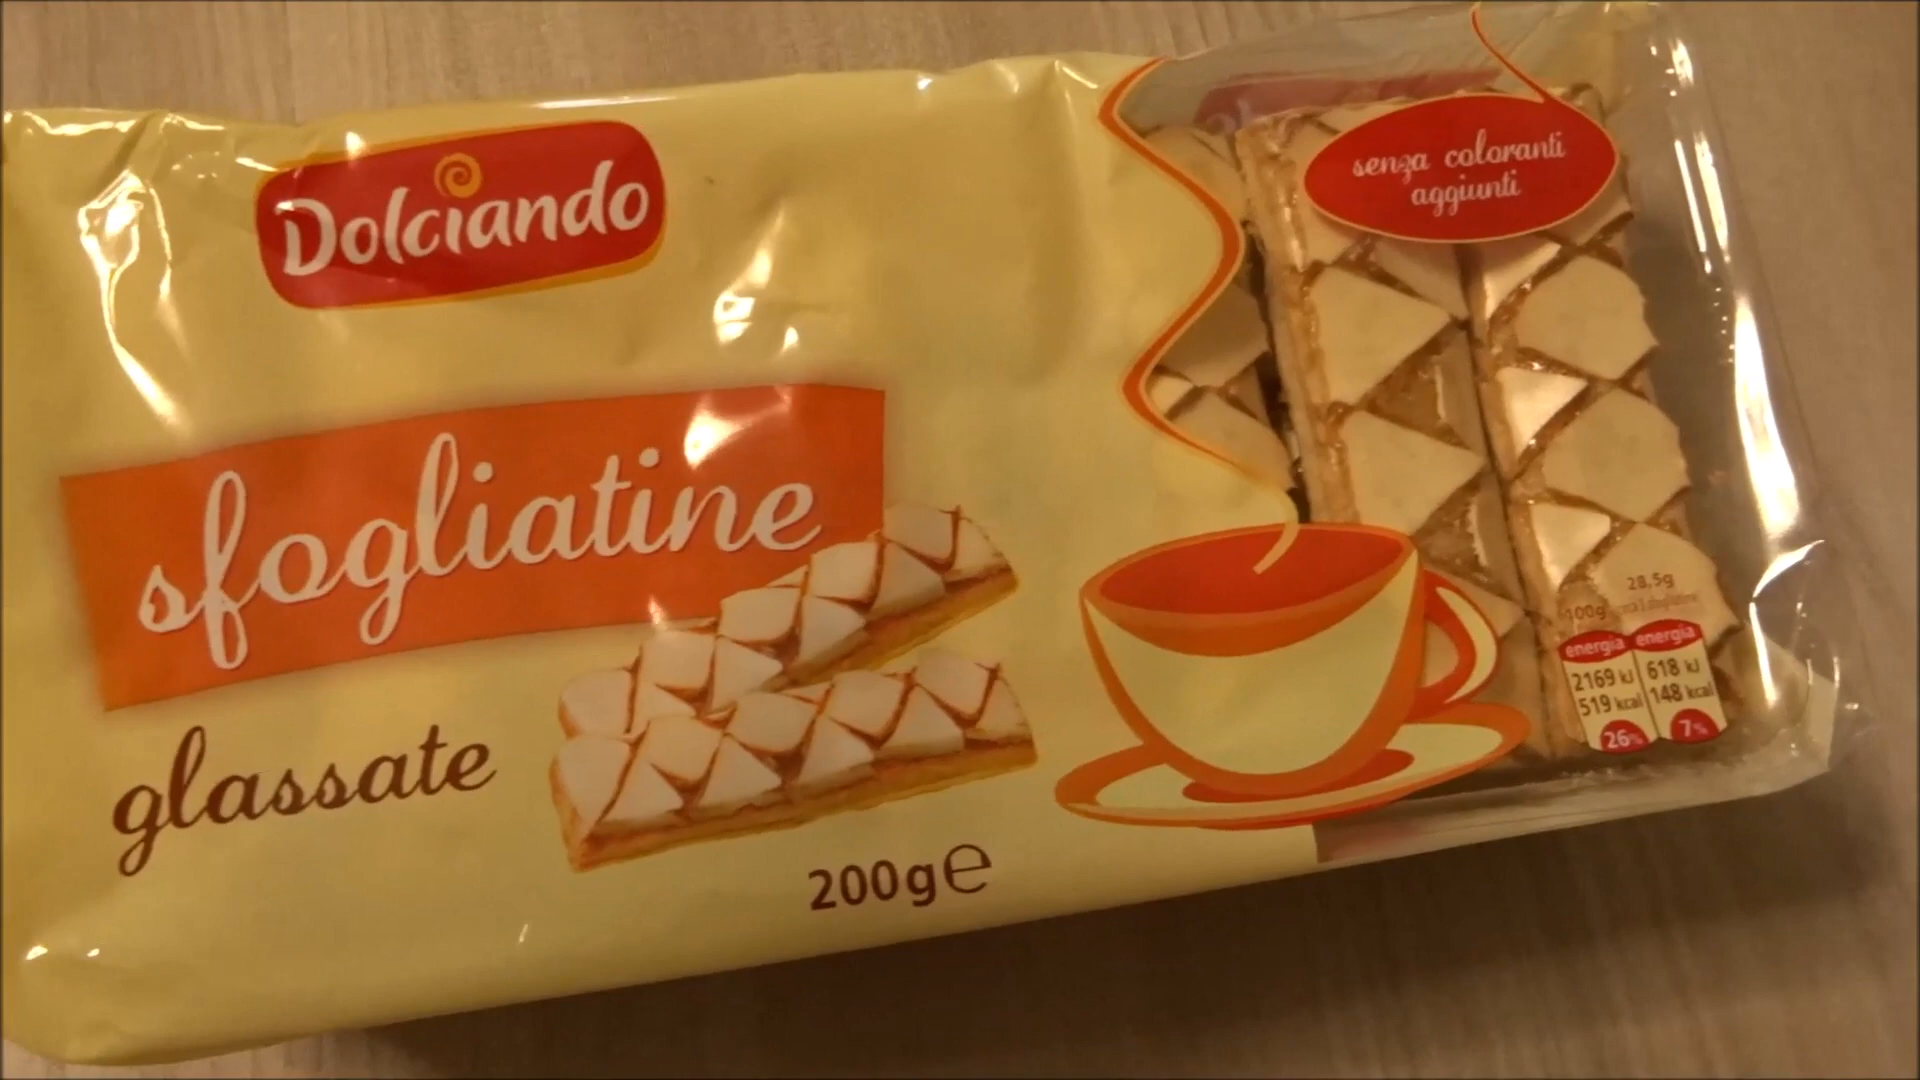 Dolciando
senza coloranti
aggiunti
sfogliatine
glassate
200g e
28,5g
100g
energia energia
2169 kJ 618 kJ
519 kcal 148 kcal
26% 7%